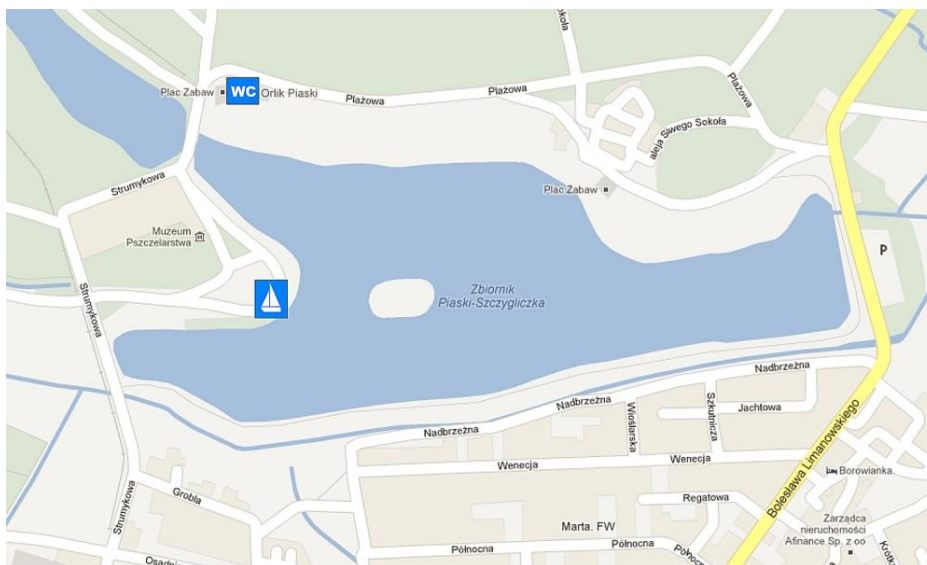 Sokoła
Plac Zabaw
WC
Orlik Piaski
Plażowa
Plażowa
Plażowa
aleja Siwego Sokoła
Strumykowa
Plac Zabaw
Muzeum
Pszczelarstwa
P
Zbiornik
Piaski-Szczygliczka
Strumykowa
Nadbrzeżna
Nadbrzeżna
Nadbrzeżna
Jachtowa
Szkutnicza
Wioślarska
Bolesława Limanowskiego
Wenecja
Wenecja
Borowianka
Grobla
Regatowa
Strumykowa
Marta. FW
Zarządca
nieruchomości
Afinance Sp. z oo
Północna
Północna
Północna